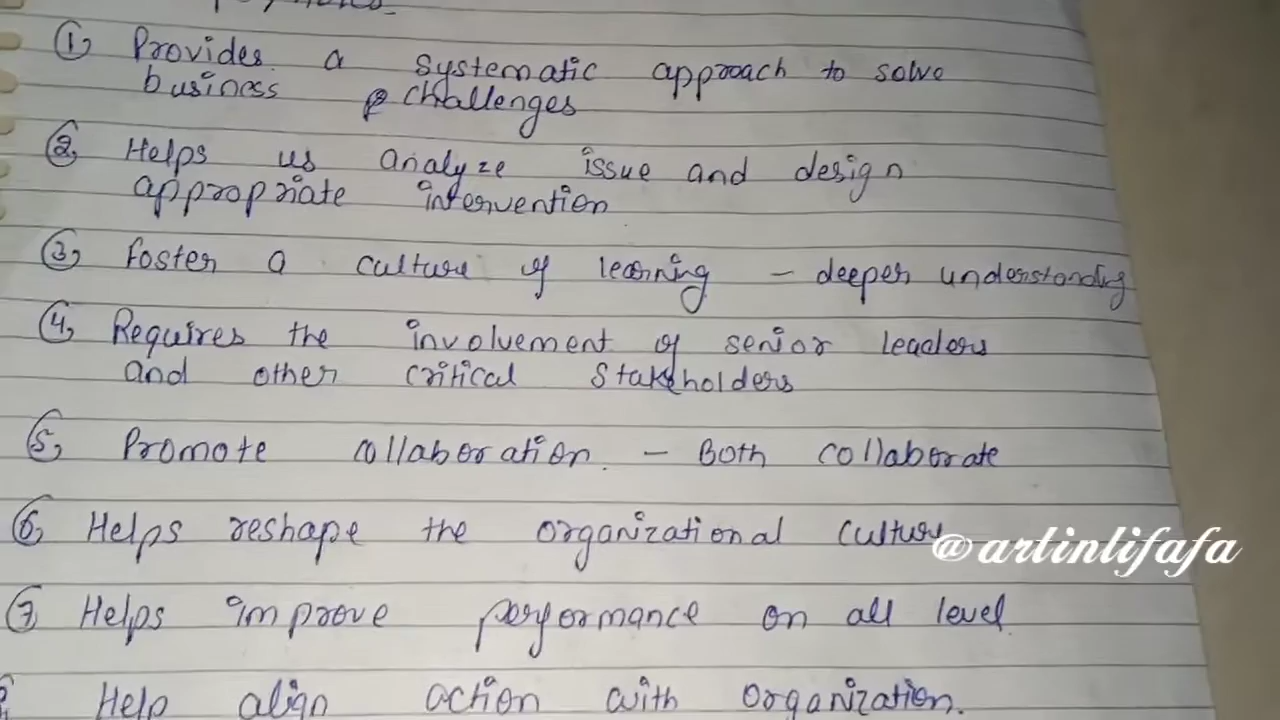 ① Provides a systematic approach to solve
business challenges
② Helps us analyze issue and design
appropriate intervention
③ Foster a culture of learning - deeper understanding
④ Requires the involvement of senior leaders
and other critical stakeholders
⑤ Promote collaboration. - Both collaborate
⑥ Helps reshape the organizational culture
@artinlifafa
⑦ Helps improve performance on all level
Help align action with organization.